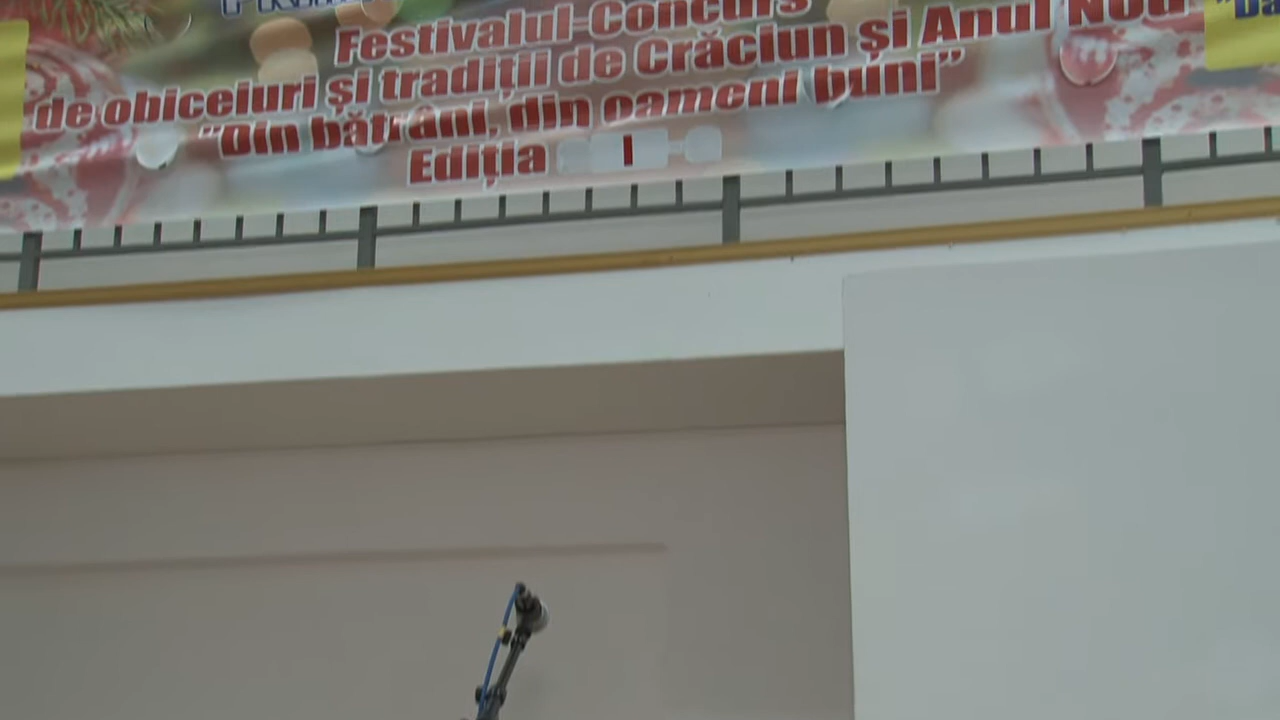 Festivalul-Concurs
de obiceiuri și tradiții de Crăciun și Anul Nou
"Din bătrâni, din oameni buni"
Ediția I